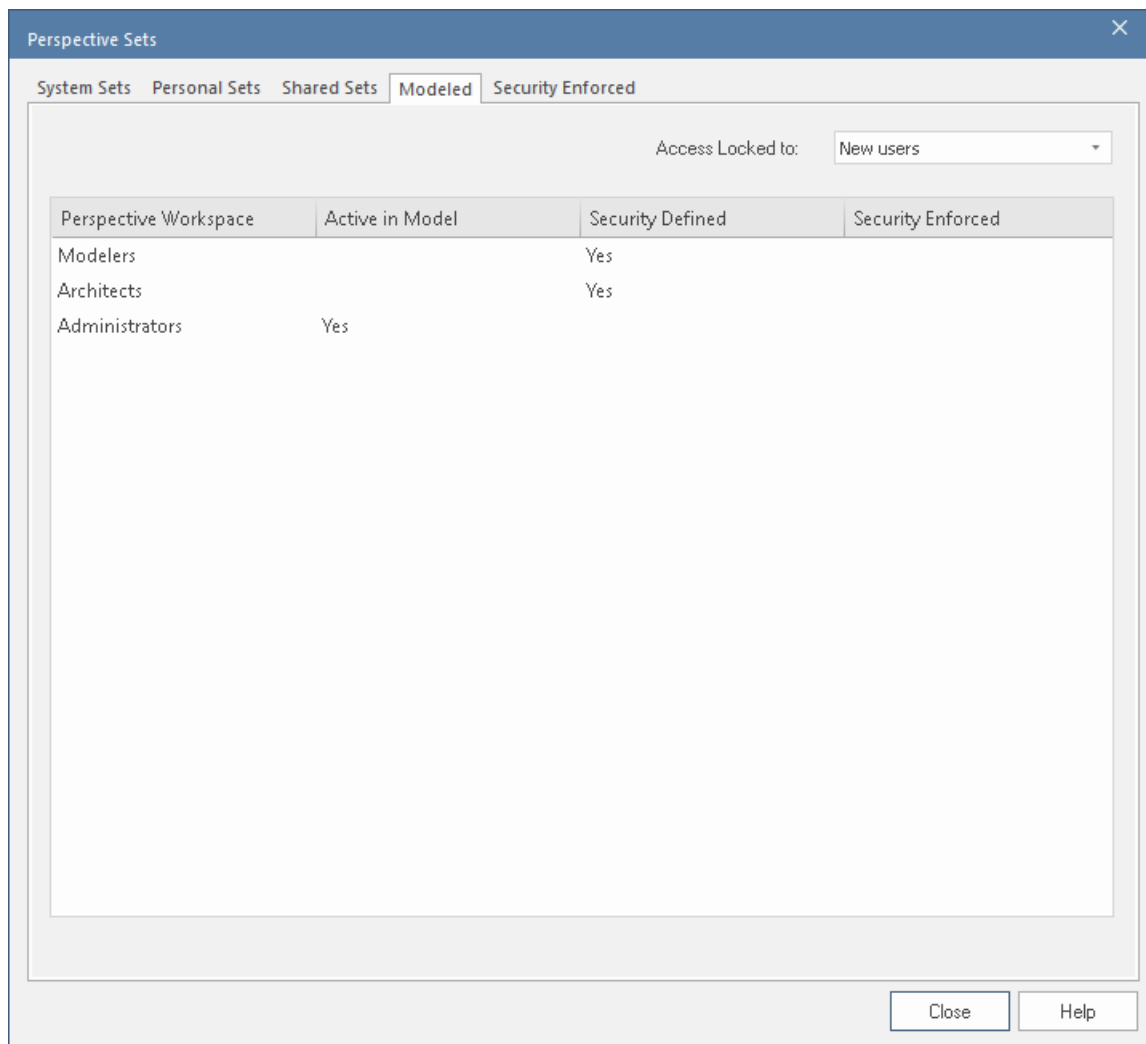 Perspective Sets
System Sets Personal Sets Shared Sets Modeled Security Enforced
Access Locked to: New users
Perspective Workspace Active in Model Security Defined Security Enforced
Modelers Yes
Architects Yes
Administrators Yes
Close Help